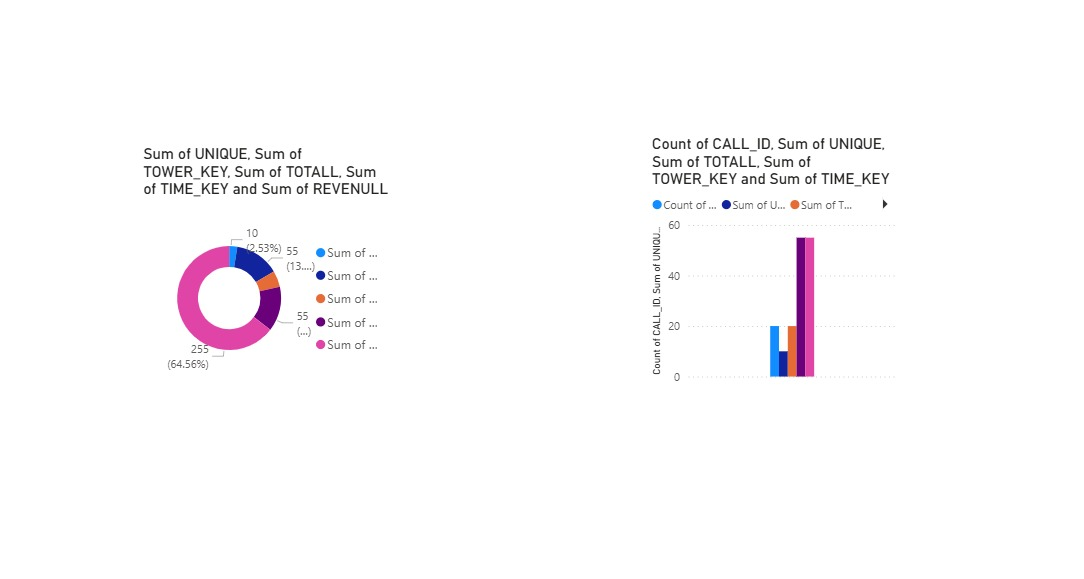 Sum of UNIQUE, Sum of
TOWER_KEY, Sum of TOTALL, Sum
of TIME_KEY and Sum of REVENULL
10
(2.53%)
55
(13....)
55
(...)
255
(64.56%)
Sum of ...
Sum of ...
Sum of ...
Sum of ...
Sum of ...
Count of CALL_ID, Sum of UNIQUE,
Sum of TOTALL, Sum of
TOWER_KEY and Sum of TIME_KEY
Count of ...
Sum of U...
Sum of T...
Count of CALL_ID, Sum of UNIQU...
60
40
20
0